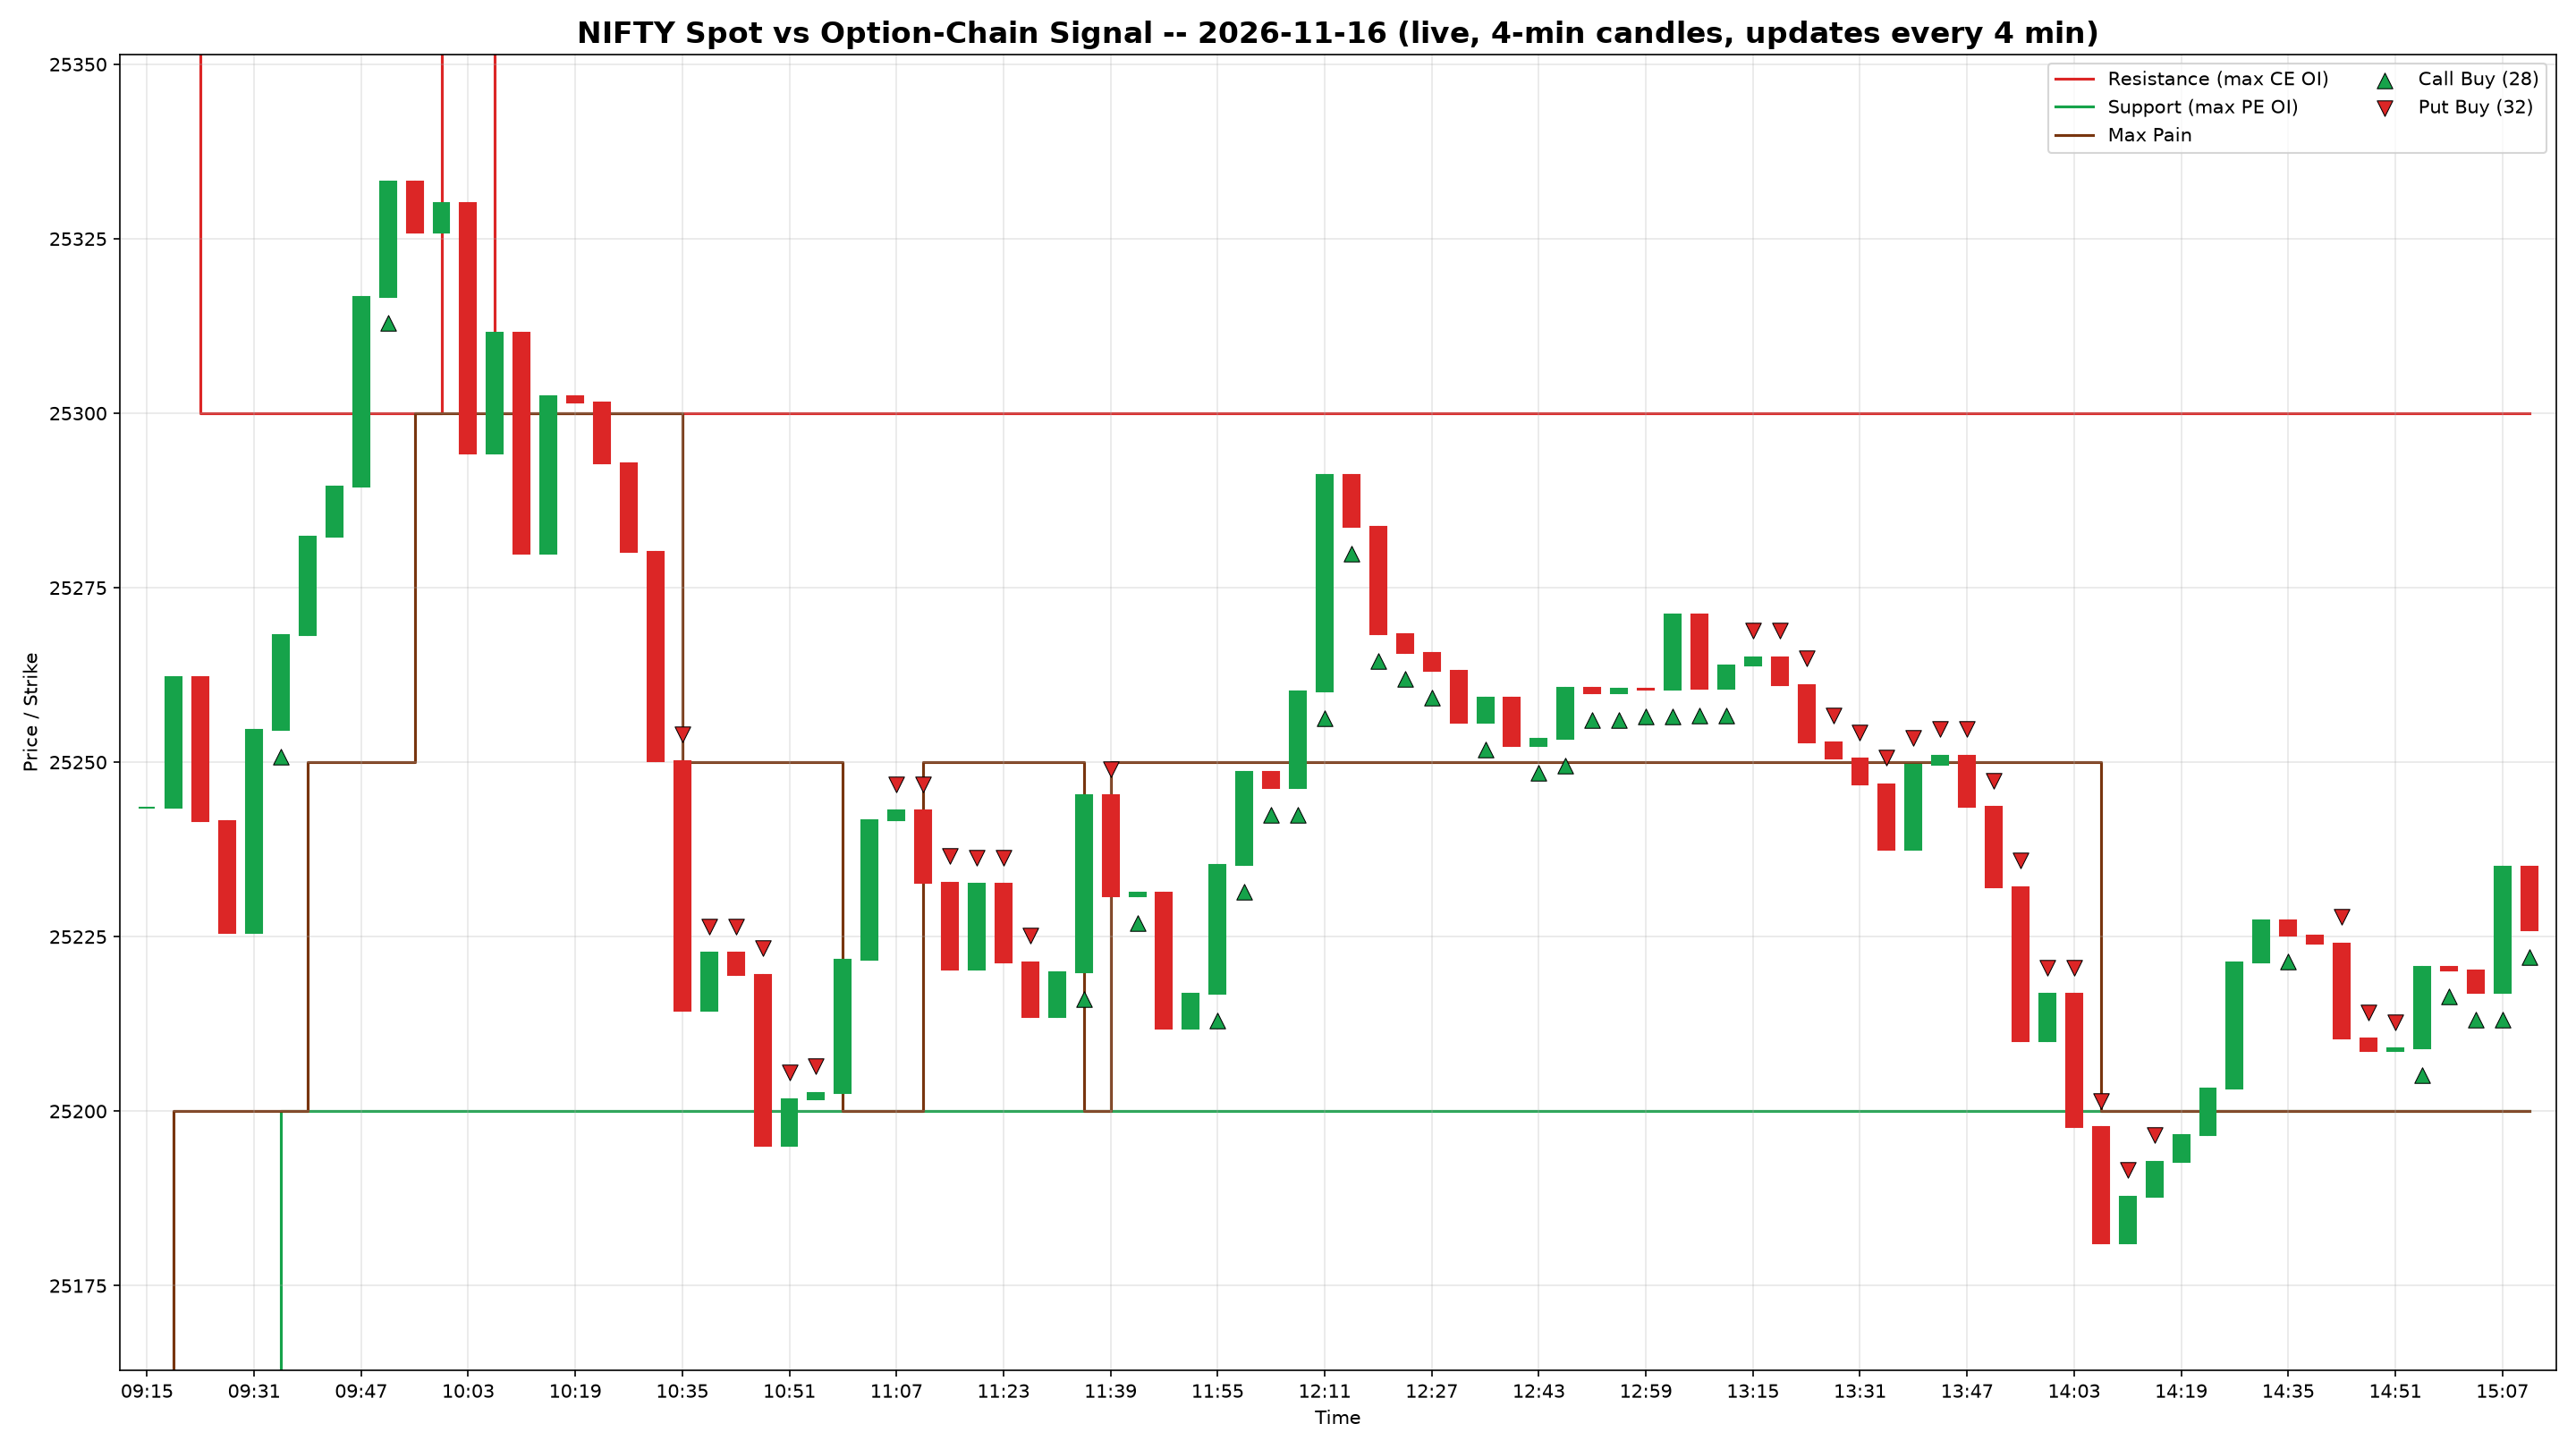 NIFTY Spot vs Option-Chain Signal -- 2026-11-16 (live, 4-min candles, updates every 4 min)
Resistance (max CE OI)
Support (max PE OI)
Max Pain
Call Buy (28)
Put Buy (32)
Price / Strike
25350
25325
25300
25275
25250
25225
25200
25175
09:15 09:31 09:47 10:03 10:19 10:35 10:51 11:07 11:23 11:39 11:55 12:11 12:27 12:43 12:59 13:15 13:31 13:47 14:03 14:19 14:35 14:51 15:07
Time